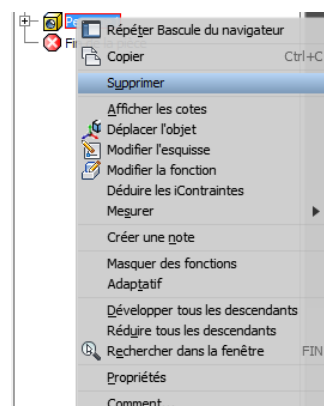 Répéter Bascule du navigateur
Copier Ctrl+C
Supprimer
Afficher les cotes
Déplacer l'objet
Modifier l'esquisse
Modifier la fonction
Déduire les iContraintes
Mesurer
Créer une note
Masquer des fonctions
Adaptatif
Développer tous les descendants
Réduire tous les descendants
Rechercher dans la fenêtre FIN
Propriétés
Comment...